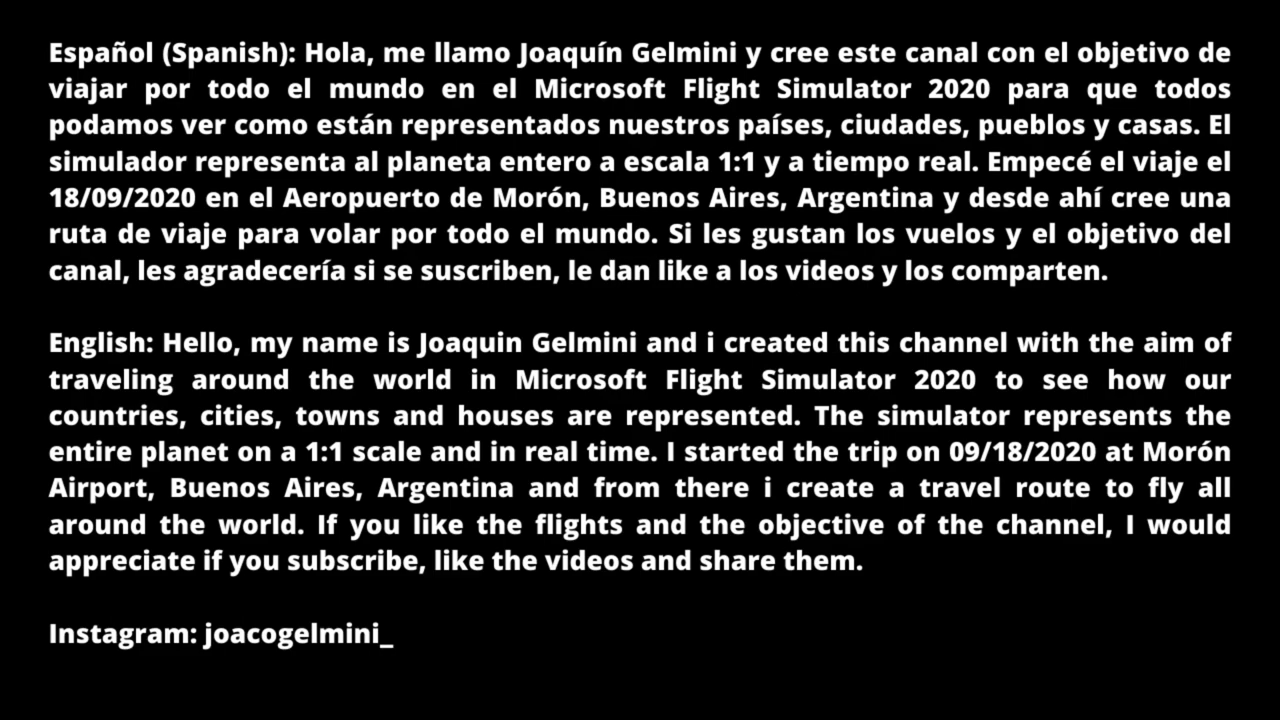 Español (Spanish): Hola, me llamo Joaquín Gelmini y cree este canal con el objetivo de
viajar por todo el mundo en el Microsoft Flight Simulator 2020 para que todos
podamos ver como están representados nuestros países, ciudades, pueblos y casas. El
simulador representa al planeta entero a escala 1:1 y a tiempo real. Empecé el viaje el
18/09/2020 en el Aeropuerto de Morón, Buenos Aires, Argentina y desde ahí cree una
ruta de viaje para volar por todo el mundo. Si les gustan los vuelos y el objetivo del
canal, les agradecería si se suscriben, le dan like a los videos y los comparten.
English: Hello, my name is Joaquin Gelmini and i created this channel with the aim of
traveling around the world in Microsoft Flight Simulator 2020 to see how our
countries, cities, towns and houses are represented. The simulator represents the
entire planet on a 1:1 scale and in real time. I started the trip on 09/18/2020 at Morón
Airport, Buenos Aires, Argentina and from there i create a travel route to fly all
around the world. If you like the flights and the objective of the channel, I would
appreciate if you subscribe, like the videos and share them.
Instagram: joacogelmini_